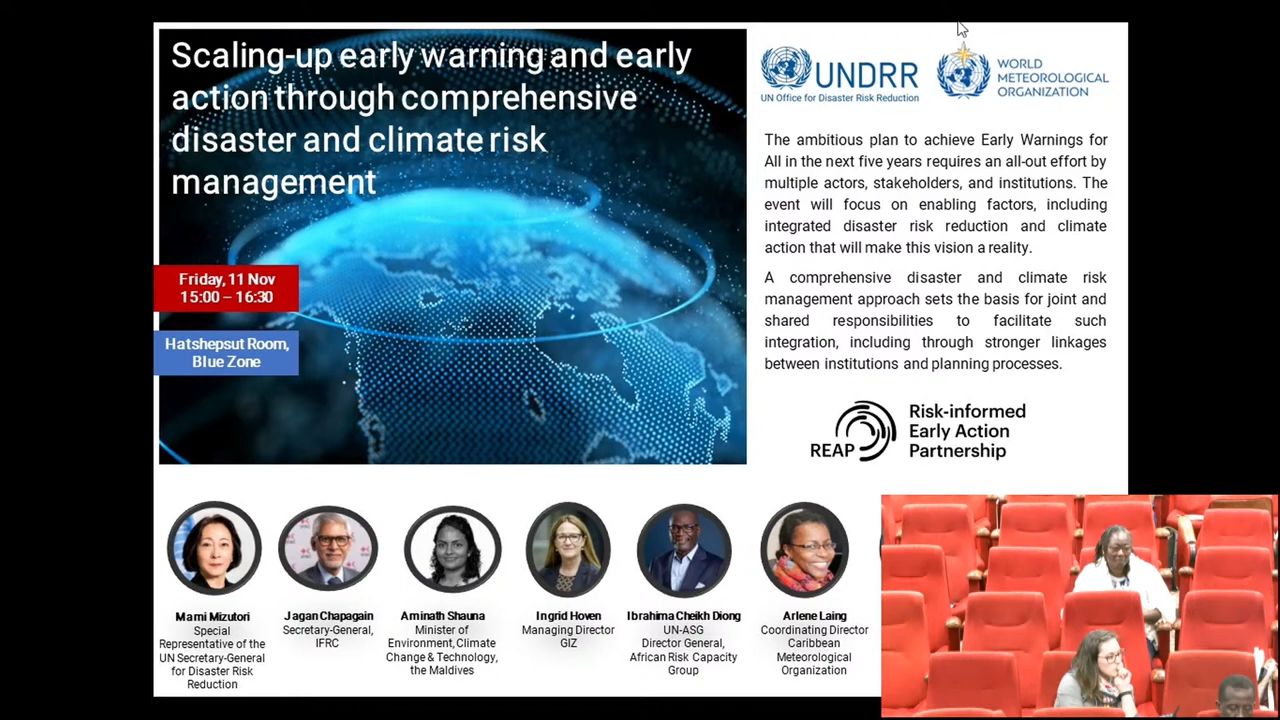 Scaling-up early warning and early
action through comprehensive
disaster and climate risk
management
Friday, 11 Nov
15:00 – 16:30
Hatshepsut Room,
Blue Zone
UNDRR
UN Office for Disaster Risk Reduction
WORLD
METEOROLOGICAL
ORGANIZATION
The ambitious plan to achieve Early Warnings for
All in the next five years requires an all-out effort by
multiple actors, stakeholders, and institutions. The
event will focus on enabling factors, including
integrated disaster risk reduction and climate
action that will make this vision a reality.
A comprehensive disaster and climate risk
management approach sets the basis for joint and
shared responsibilities to facilitate such
integration, including through stronger linkages
between institutions and planning processes.
REAP
Risk-informed
Early Action
Partnership
Mami Mizutori
Special
Representative of the
UN Secretary-General
for Disaster Risk
Reduction
Jagan Chapagain
Secretary-General,
IFRC
Aminath Shauna
Minister of
Environment, Climate
Change & Technology,
the Maldives
Ingrid Hoven
Managing Director
GIZ
Ibrahima Cheikh Diong
UN-ASG
Director General,
African Risk Capacity
Group
Arlene Laing
Coordinating Director
Caribbean
Meteorological
Organization